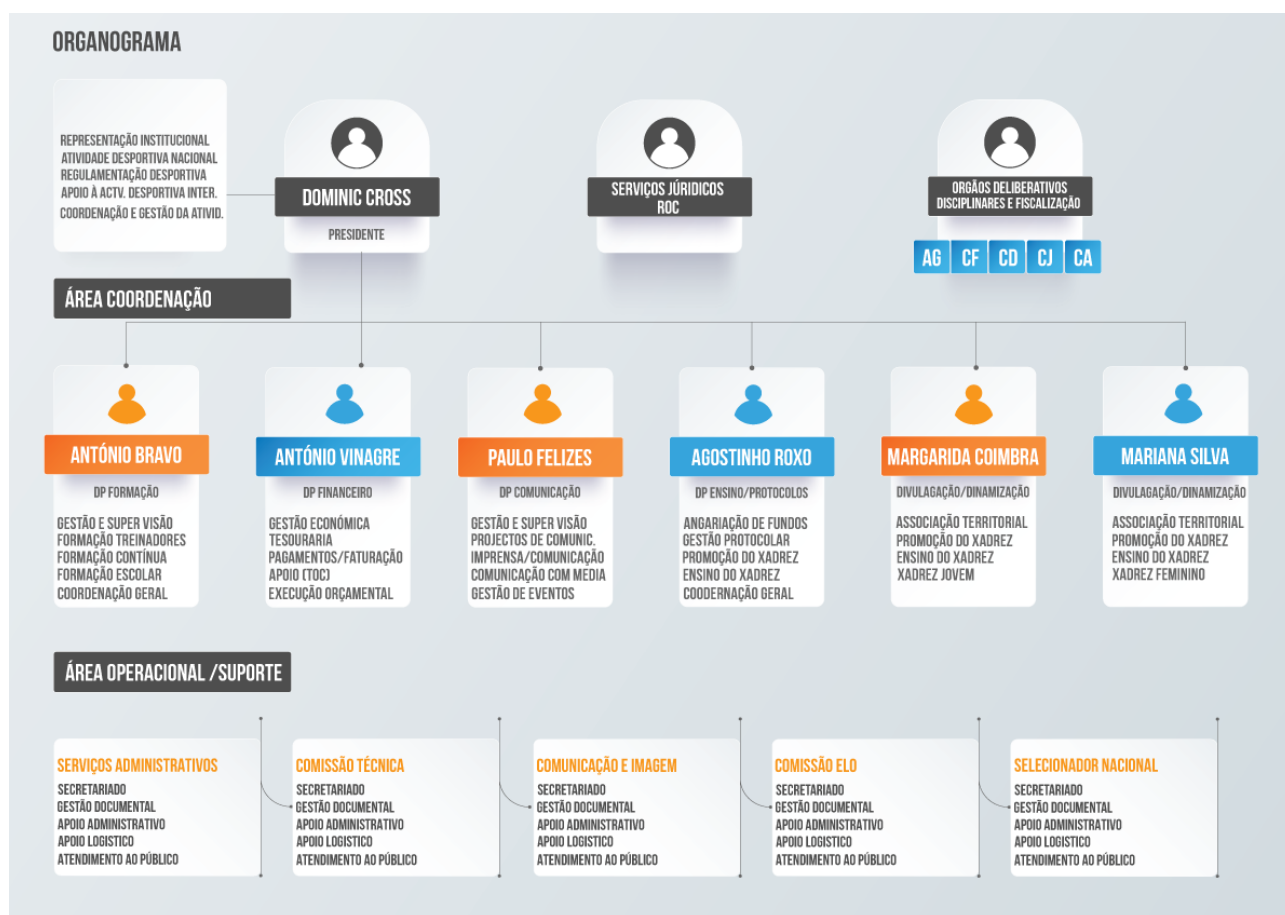 ORGANOGRAMA
REPRESENTAÇÃO INSTITUCIONAL
ATIVIDADE DESPORTIVA NACIONAL
REGULAMENTAÇÃO DESPORTIVA
APOIO À ACTV. DESPORTIVA INTER.
COORDENAÇÃO E GESTÃO DA ATIVID.
DOMINIC CROSS
PRESIDENTE
SERVIÇOS JÚRIDICOS
ROC
ORGÃOS DELIBERATIVOS
DISCIPLINARES E FISCALIZAÇÃO
AG CF CD CJ CA
ÁREA COORDENAÇÃO
ANTÓNIO BRAVO
DP FORMAÇÃO
GESTÃO E SUPER VISÃO
FORMAÇÃO TREINADORES
FORMAÇÃO CONTÍNUA
FORMAÇÃO ESCOLAR
COORDENAÇÃO GERAL
ANTÓNIO VINAGRE
DP FINANCEIRO
GESTÃO ECONÓMICA
TESOURARIA
PAGAMENTOS/FATURAÇÃO
APOIO (TOC)
EXECUÇÃO ORÇAMENTAL
PAULO FELIZES
DP COMUNICAÇÃO
GESTÃO E SUPER VISÃO
PROJECTOS DE COMUNIC.
IMPRENSA/COMUNICAÇÃO
COMUNICAÇÃO COM MEDIA
GESTÃO DE EVENTOS
AGOSTINHO ROXO
DP ENSINO/PROTOCOLOS
ANGARIAÇÃO DE FUNDOS
GESTÃO PROTOCOLAR
PROMOÇÃO DO XADREZ
ENSINO DO XADREZ
COODERNAÇÃO GERAL
MARGARIDA COIMBRA
DIVULAGAÇÃO/DINAMIZAÇÃO
ASSOCIAÇÃO TERRITORIAL
PROMOÇÃO DO XADREZ
ENSINO DO XADREZ
XADREZ JOVEM
MARIANA SILVA
DIVULAGAÇÃO/DINAMIZAÇÃO
ASSOCIAÇÃO TERRITORIAL
PROMOÇÃO DO XADREZ
ENSINO DO XADREZ
XADREZ FEMININO
ÁREA OPERACIONAL /SUPORTE
SERVIÇOS ADMINISTRATIVOS
SECRETARIADO
GESTÃO DOCUMENTAL
APOIO ADMINISTRATIVO
APOIO LOGISTICO
ATENDIMENTO AO PÚBLICO
COMISSÃO TÉCNICA
SECRETARIADO
GESTÃO DOCUMENTAL
APOIO ADMINISTRATIVO
APOIO LOGISTICO
ATENDIMENTO AO PÚBLICO
COMUNICAÇÃO E IMAGEM
SECRETARIADO
GESTÃO DOCUMENTAL
APOIO ADMINISTRATIVO
APOIO LOGISTICO
ATENDIMENTO AO PÚBLICO
COMISSÃO ELO
SECRETARIADO
GESTÃO DOCUMENTAL
APOIO ADMINISTRATIVO
APOIO LOGISTICO
ATENDIMENTO AO PÚBLICO
SELECIONADOR NACIONAL
SECRETARIADO
GESTÃO DOCUMENTAL
APOIO ADMINISTRATIVO
APOIO LOGISTICO
ATENDIMENTO AO PÚBLICO